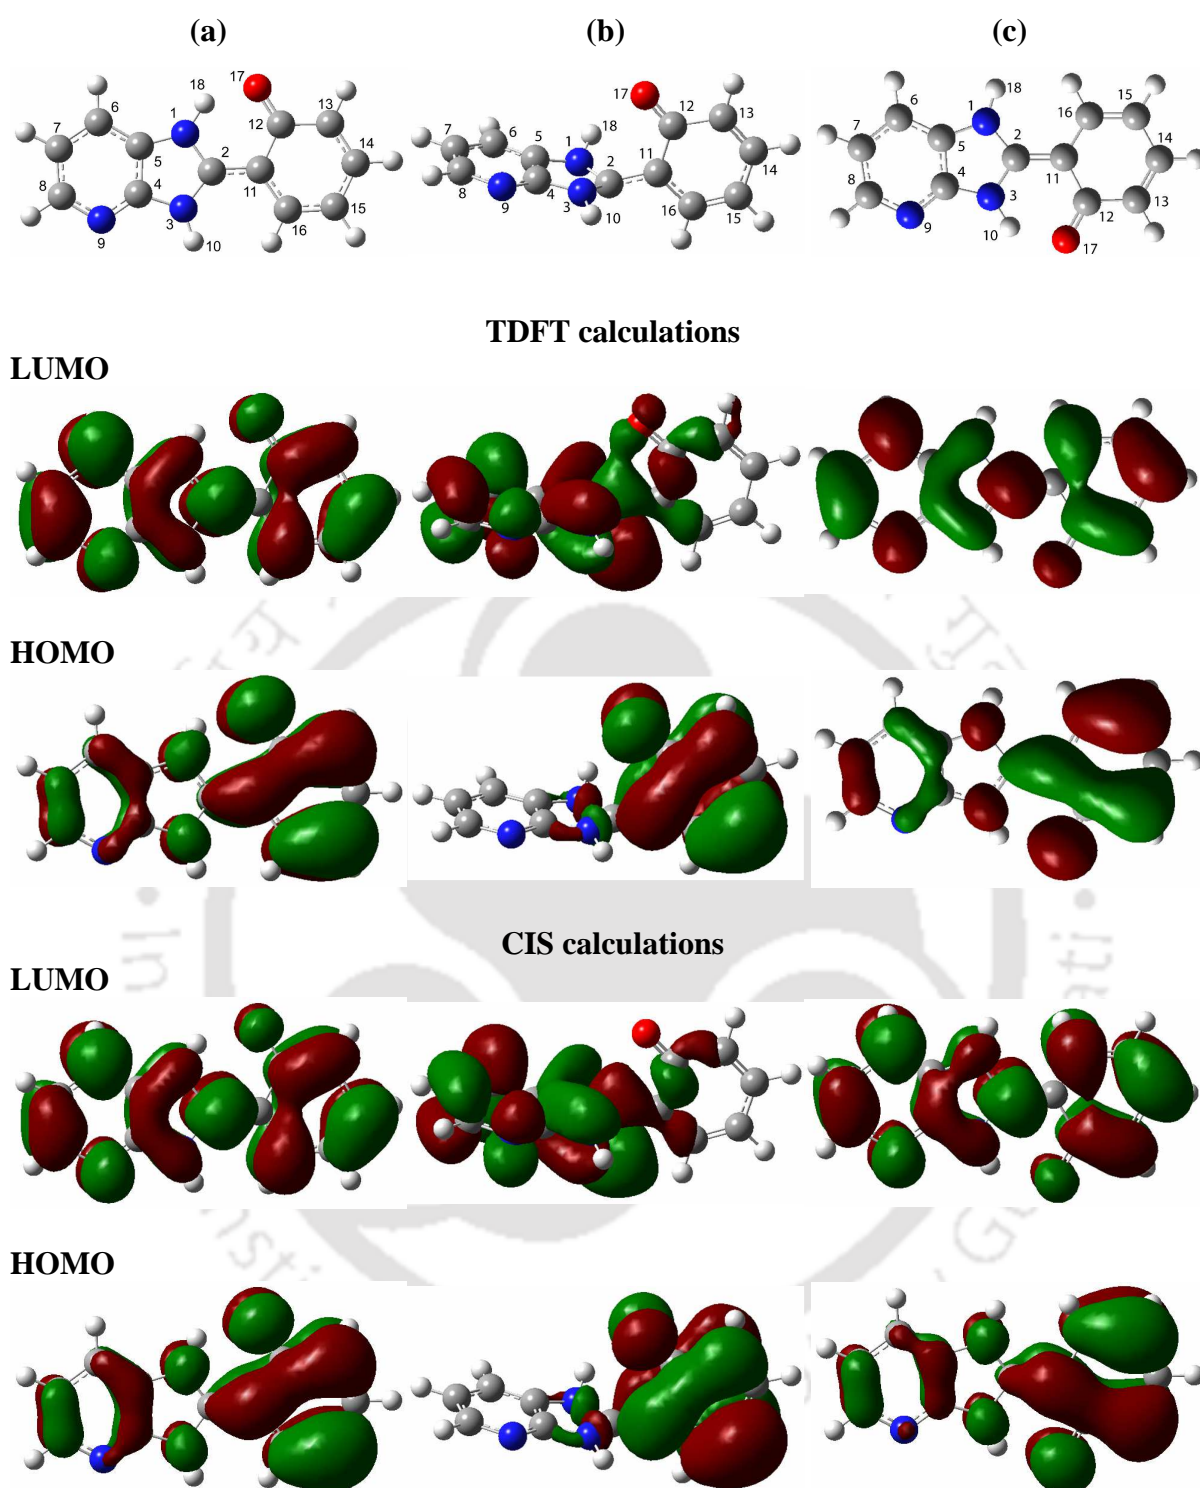 (a) (b) (c)
17 18 13 6 1 12 14 7 5 2 11 8 4 3 15 9 10 16
17 12 13 18 7 6 5 1 2 11 14 8 9 4 3 10 16 15
18 15 6 1 16 7 5 2 14 8 4 3 11 13 9 10 12 17
TDFT calculations
LUMO
HOMO
CIS calculations
LUMO
HOMO